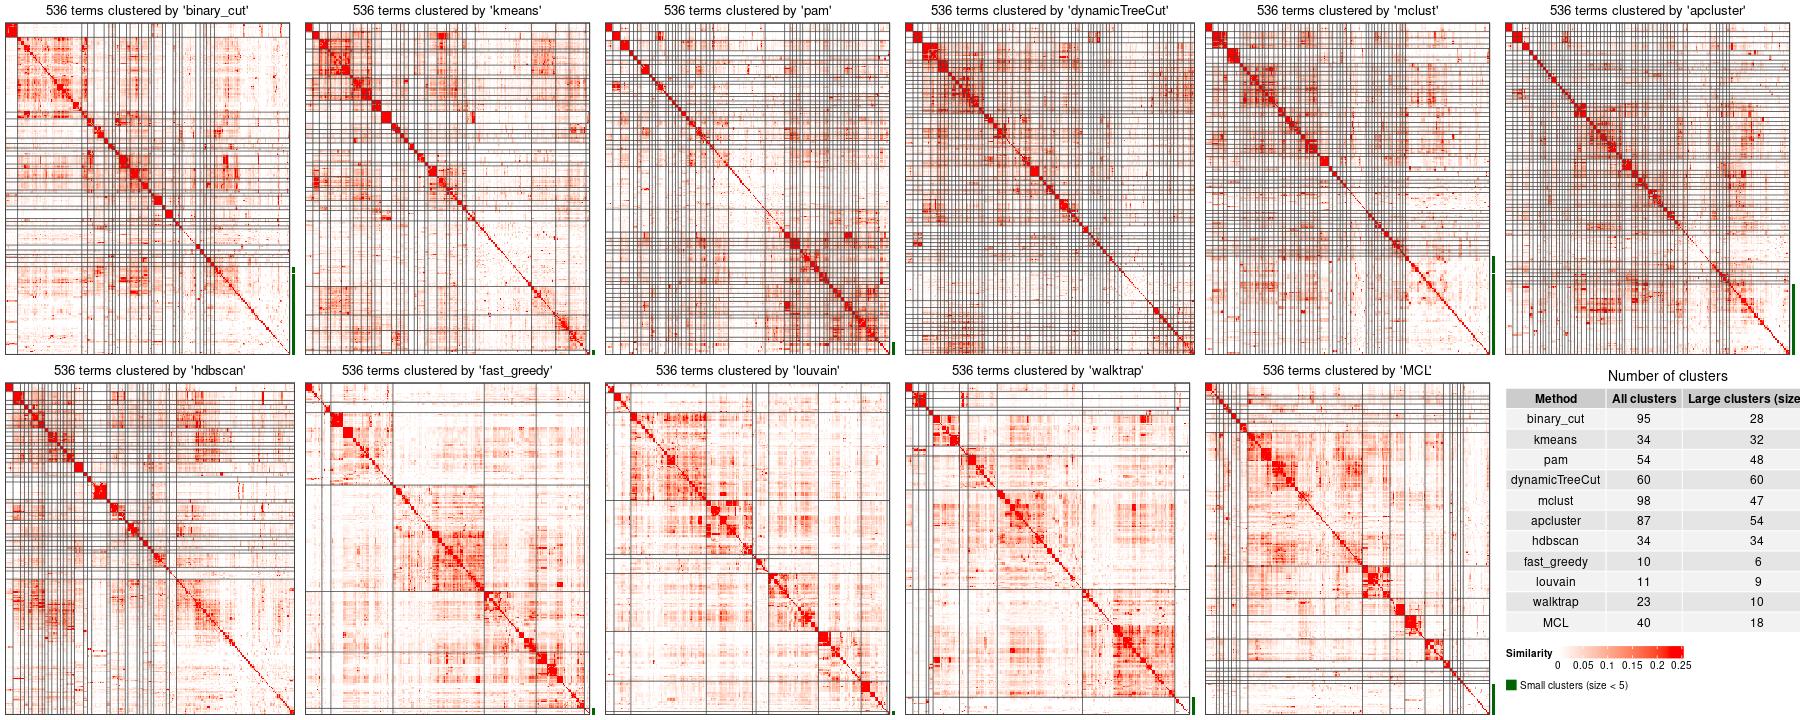 536 terms clustered by 'binary_cut'
536 terms clustered by 'kmeans'
536 terms clustered by 'pam'
536 terms clustered by 'dynamicTreeCut'
536 terms clustered by 'mclust'
536 terms clustered by 'apcluster'
536 terms clustered by 'hdbscan'
536 terms clustered by 'fast_greedy'
536 terms clustered by 'louvain'
536 terms clustered by 'walktrap'
536 terms clustered by 'MCL'
Number of clusters
Method All clusters Large clusters (size
binary_cut 95 28
kmeans 34 32
pam 54 48
dynamicTreeCut 60 60
mclust 98 47
apcluster 87 54
hdbscan 34 34
fast_greedy 10 6
louvain 11 9
walktrap 23 10
MCL 40 18
Similarity
0 0.05 0.1 0.15 0.2 0.25
Small clusters (size < 5)